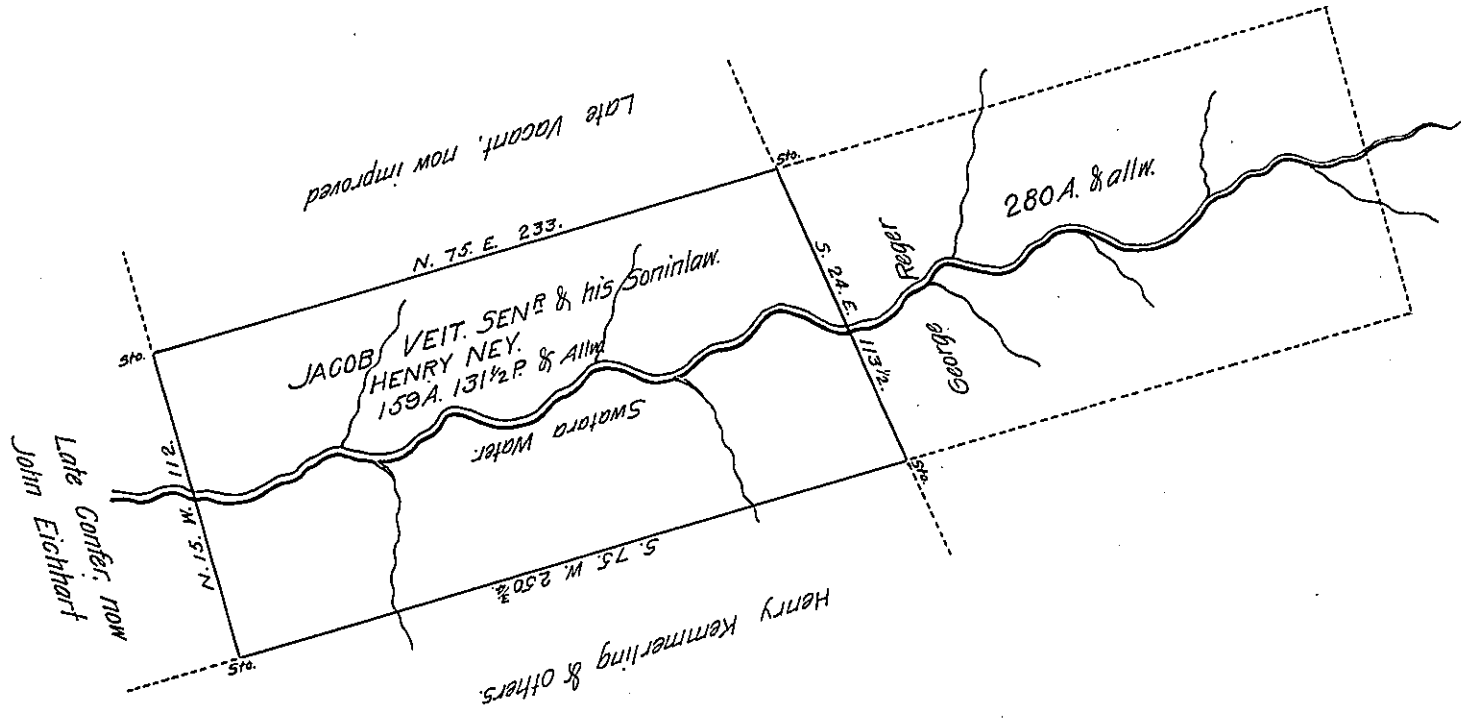 Late Vacant, now improved
Sto.
N. 75. E. 233.
Sto.
JACOB VEIT. SENR & his Soninlaw.
HENRY NEY.
159A. 131½P. & Allw.
Swatara Water.
S. 24. E. 113½.
George Reger
280 A. & allw.
N. 15. W. 112.
Late Confer, now
John Eichhart
Sto.
S. 75. W. 250¾.
Sto.
Henry Kemmerling & others.